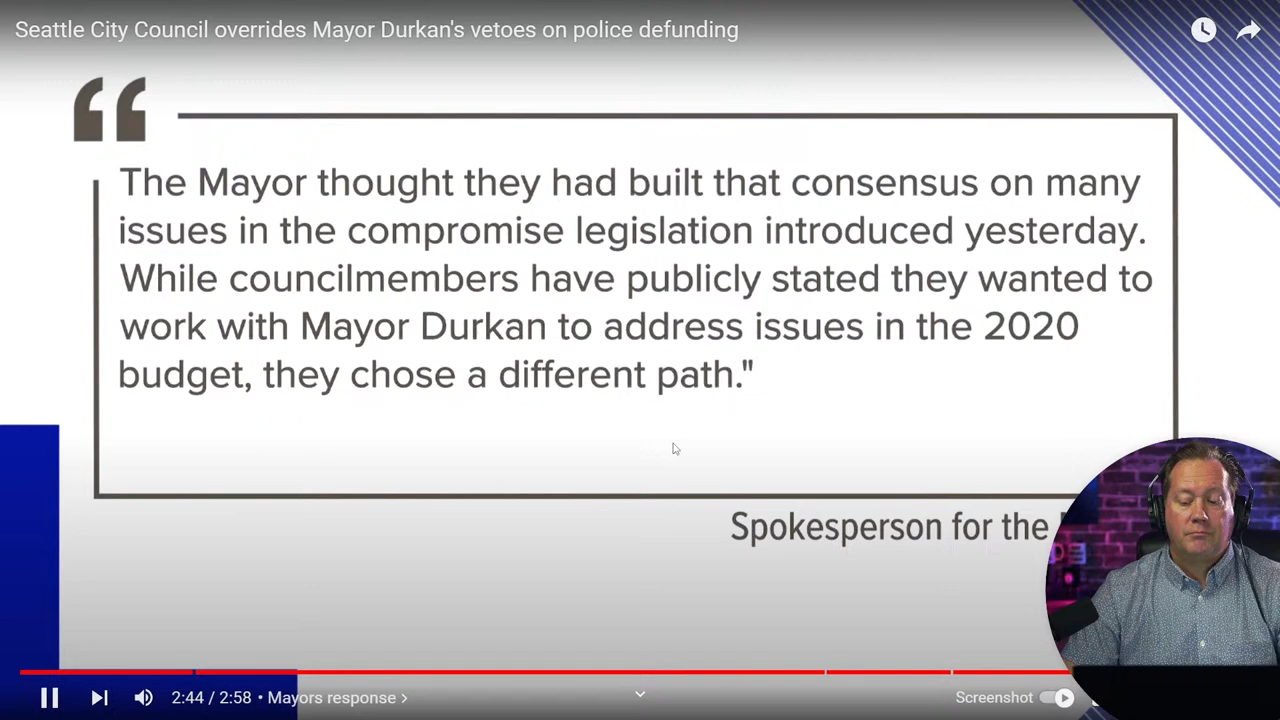 Seattle City Council overrides Mayor Durkan's vetoes on police defunding
“
The Mayor thought they had built that consensus on many
issues in the compromise legislation introduced yesterday.
While councilmembers have publicly stated they wanted to
work with Mayor Durkan to address issues in the 2020
budget, they chose a different path."
Spokesperson for the
2:44 / 2:58 • Mayors response ›
Screenshot